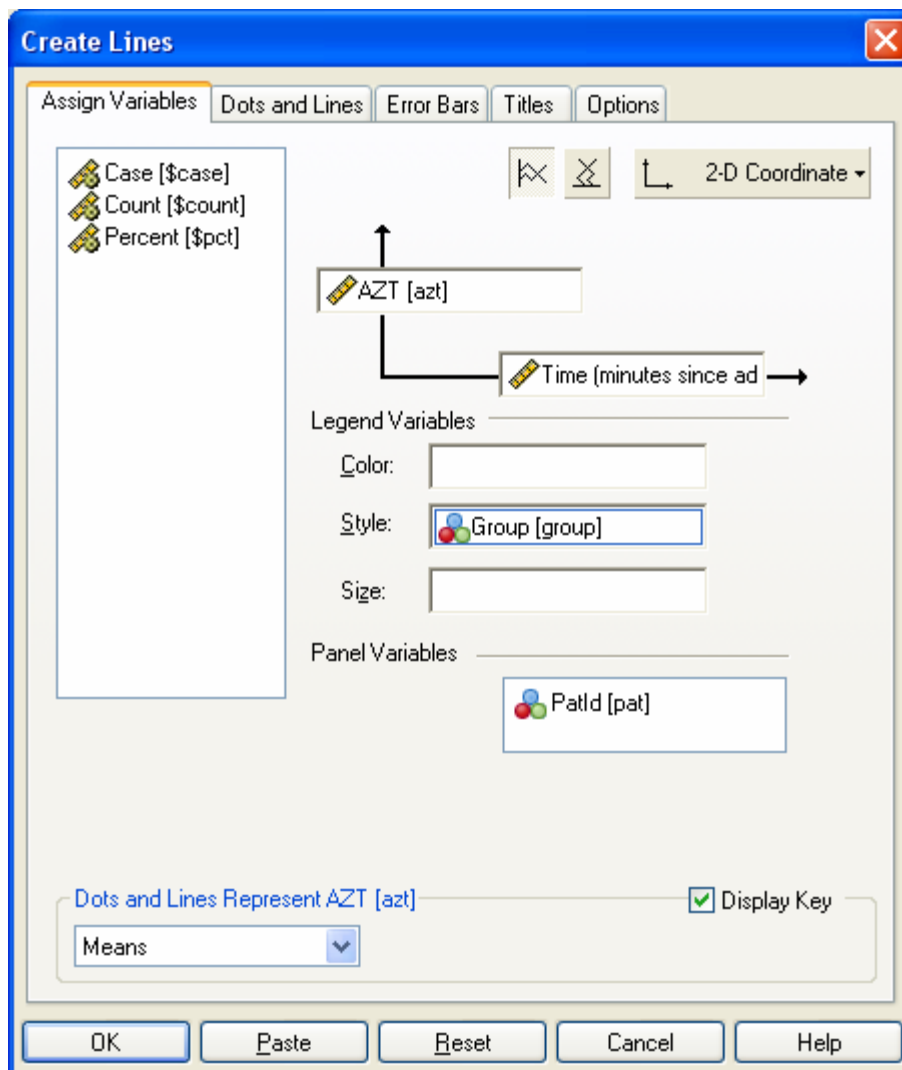 Create Lines
Assign Variables Dots and Lines Error Bars Titles Options
Case [$case]
Count [$count]
Percent [$pct]
2-D Coordinate
AZT [azt]
Time (minutes since ad
Legend Variables
Color:
Style: Group [group]
Size:
Panel Variables
PatId [pat]
Dots and Lines Represent AZT [azt] Display Key
Means
OK Paste Reset Cancel Help